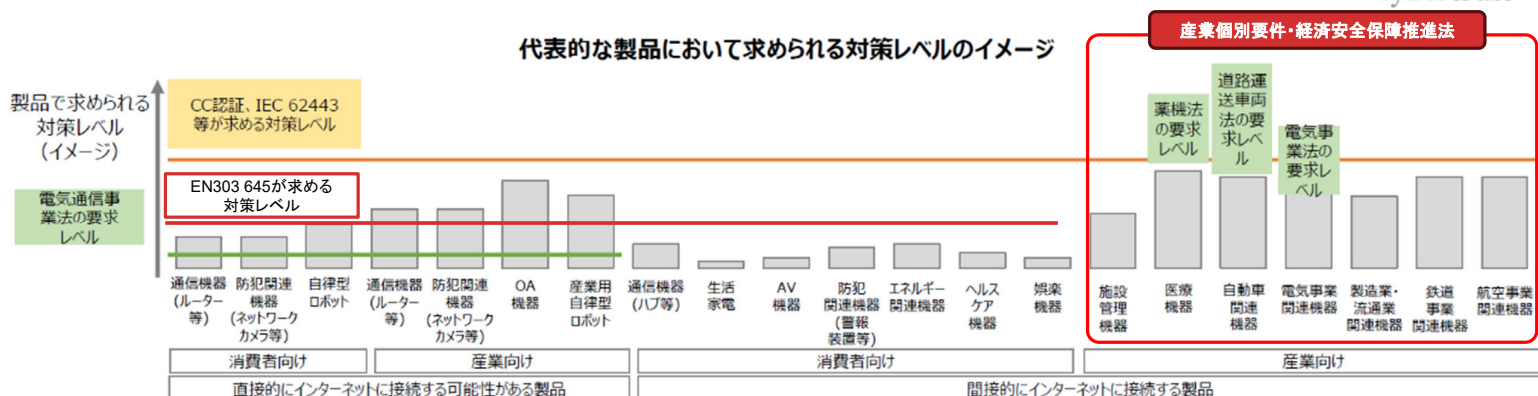 産業個別要件・経済安全保障推進法
代表的な製品において求められる対策レベルのイメージ
製品で求められる
対策レベル
(イメージ)
CC認証、IEC 62443
等が求める対策レベル
EN303 645が求める
対策レベル
電気通信事
業法の要求
レベル
薬機法
の要求
レベル
道路運
送車両
法の要
求レベ
ル
電気事
業法の
要求レ
ベル
通信機器
(ルーター
等)
防犯関連
機器
(ネットワーク
カメラ等)
自律型
ロボット
通信機器
(ルーター
等)
防犯関連
機器
(ネットワーク
カメラ等)
OA
機器
産業用
自律型
ロボット
通信機器
(ハブ等)
生活
家電
AV
機器
防犯
関連機器
(警報
装置等)
エネルギー
関連機器
ヘルス
ケア
機器
娯楽
機器
施設
管理
機器
医療
機器
自動車
関連
機器
電気事業
関連機器
製造業・
流通業
関連機器
鉄道
事業
関連機器
航空事業
関連機器
消費者向け
産業向け
消費者向け
産業向け
直接的にインターネットに接続する可能性がある製品
間接的にインターネットに接続する製品